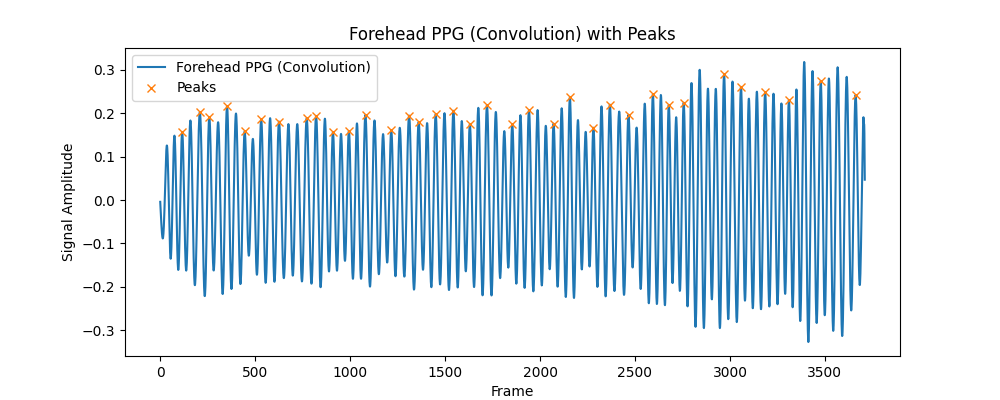 Forehead PPG (Convolution) with Peaks
Forehead PPG (Convolution)
Peaks
0.3
0.2
0.1
0.0
−0.1
−0.2
−0.3
Signal Amplitude
0 500 1000 1500 2000 2500 3000 3500
Frame